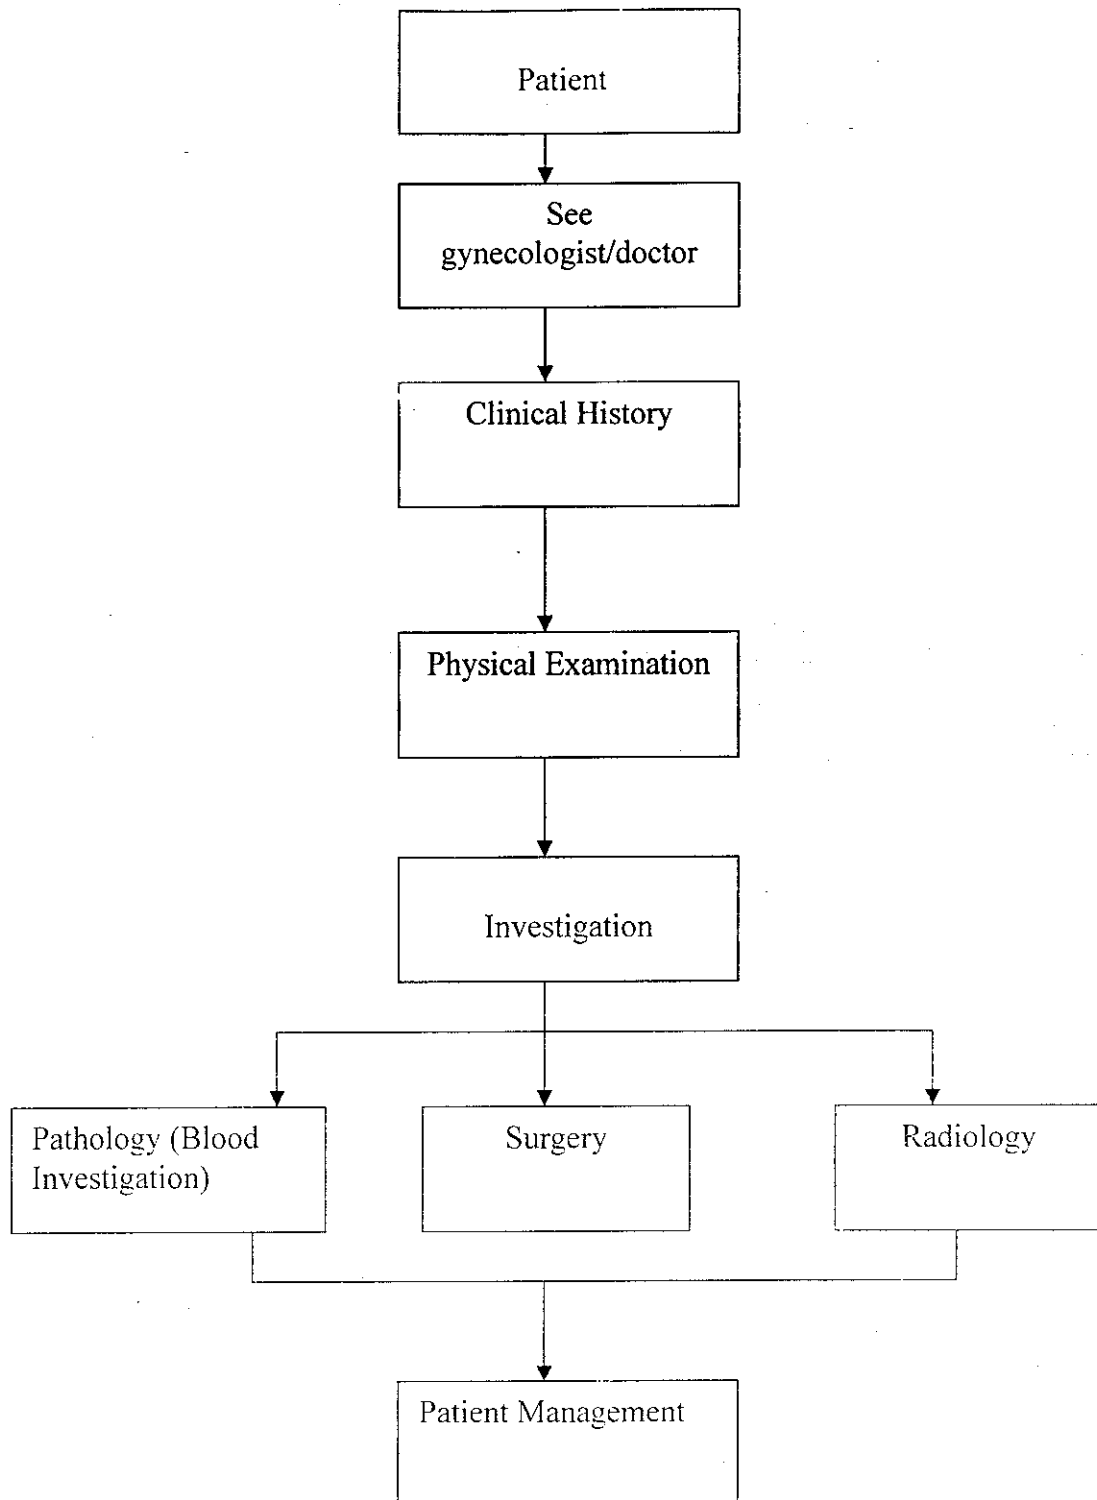 Patient
See
gynecologist/doctor
Clinical History
Physical Examination
Investigation
Pathology (Blood
Investigation)
Surgery
Radiology
Patient Management